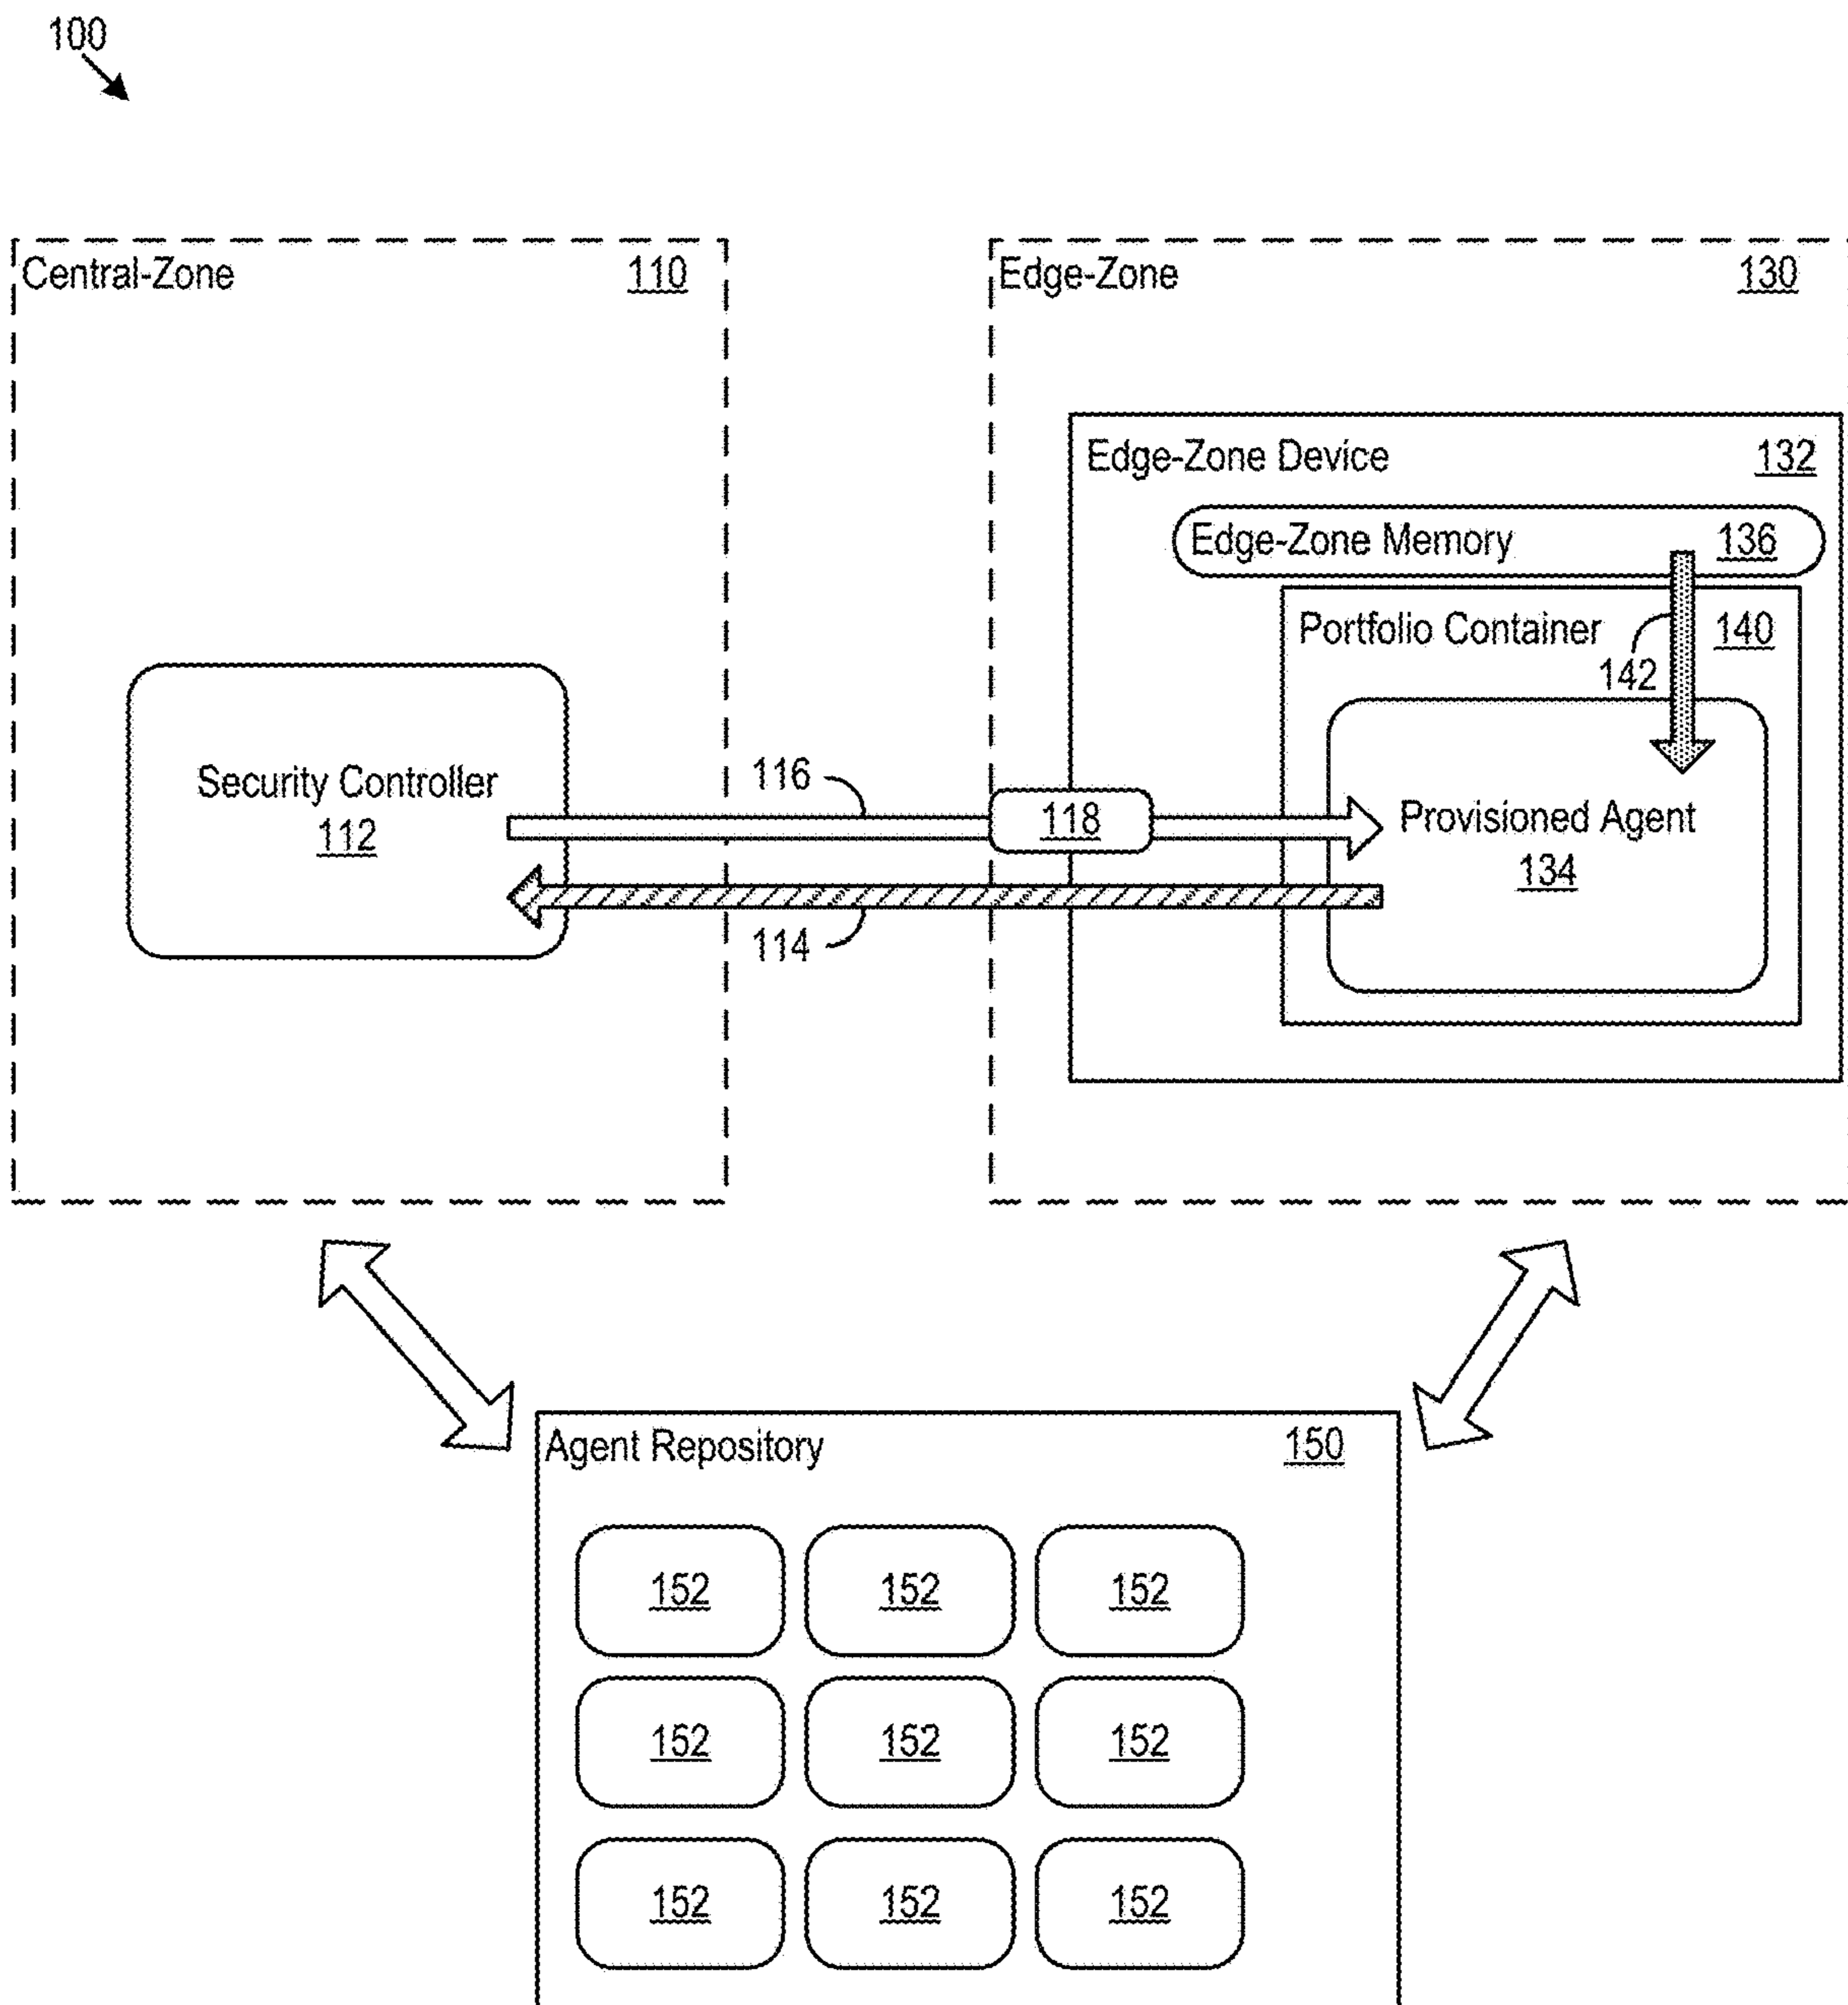 100
Central-Zone 110
Edge-Zone 130
Edge-Zone Device 132
Edge-Zone Memory 136
Portfolio Container 140
142
Security Controller
112
116
118
Provisioned Agent
134
114
Agent Repository 150
152 152 152
152 152 152
152 152 152